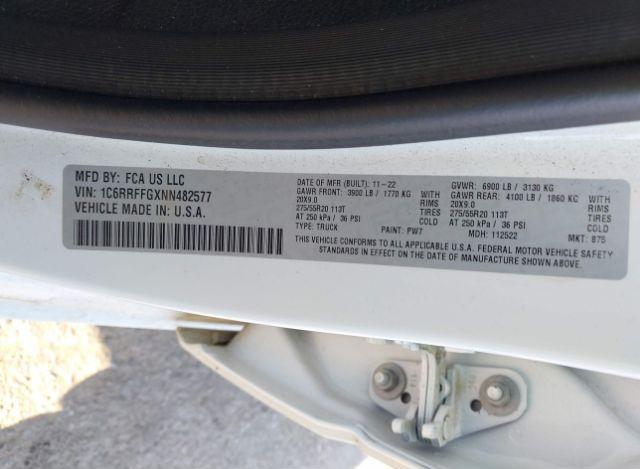 MFD BY: FCA US LLC
VIN: 1C6RRFFGXNN482577
VEHICLE MADE IN: U.S.A.
DATE OF MFR (BUILT): 11-22 GVWR: 6900 LB / 3130 KG
GAWR FRONT: 3900 LB / 1770 KG WITH GAWR REAR: 4100 LB / 1860 KG WITH
20X9.0 RIMS 20X9.0 RIMS
275/55R20 113T TIRES 275/55R20 113T TIRES
AT 250 kPa / 36 PSI COLD AT 250 kPa / 36 PSI COLD
TYPE: TRUCK PAINT: PW7 MDH: 112522 MKT: 875
THIS VEHICLE CONFORMS TO ALL APPLICABLE U.S.A. FEDERAL MOTOR VEHICLE SAFETY
STANDARDS IN EFFECT ON THE DATE OF MANUFACTURE SHOWN ABOVE.